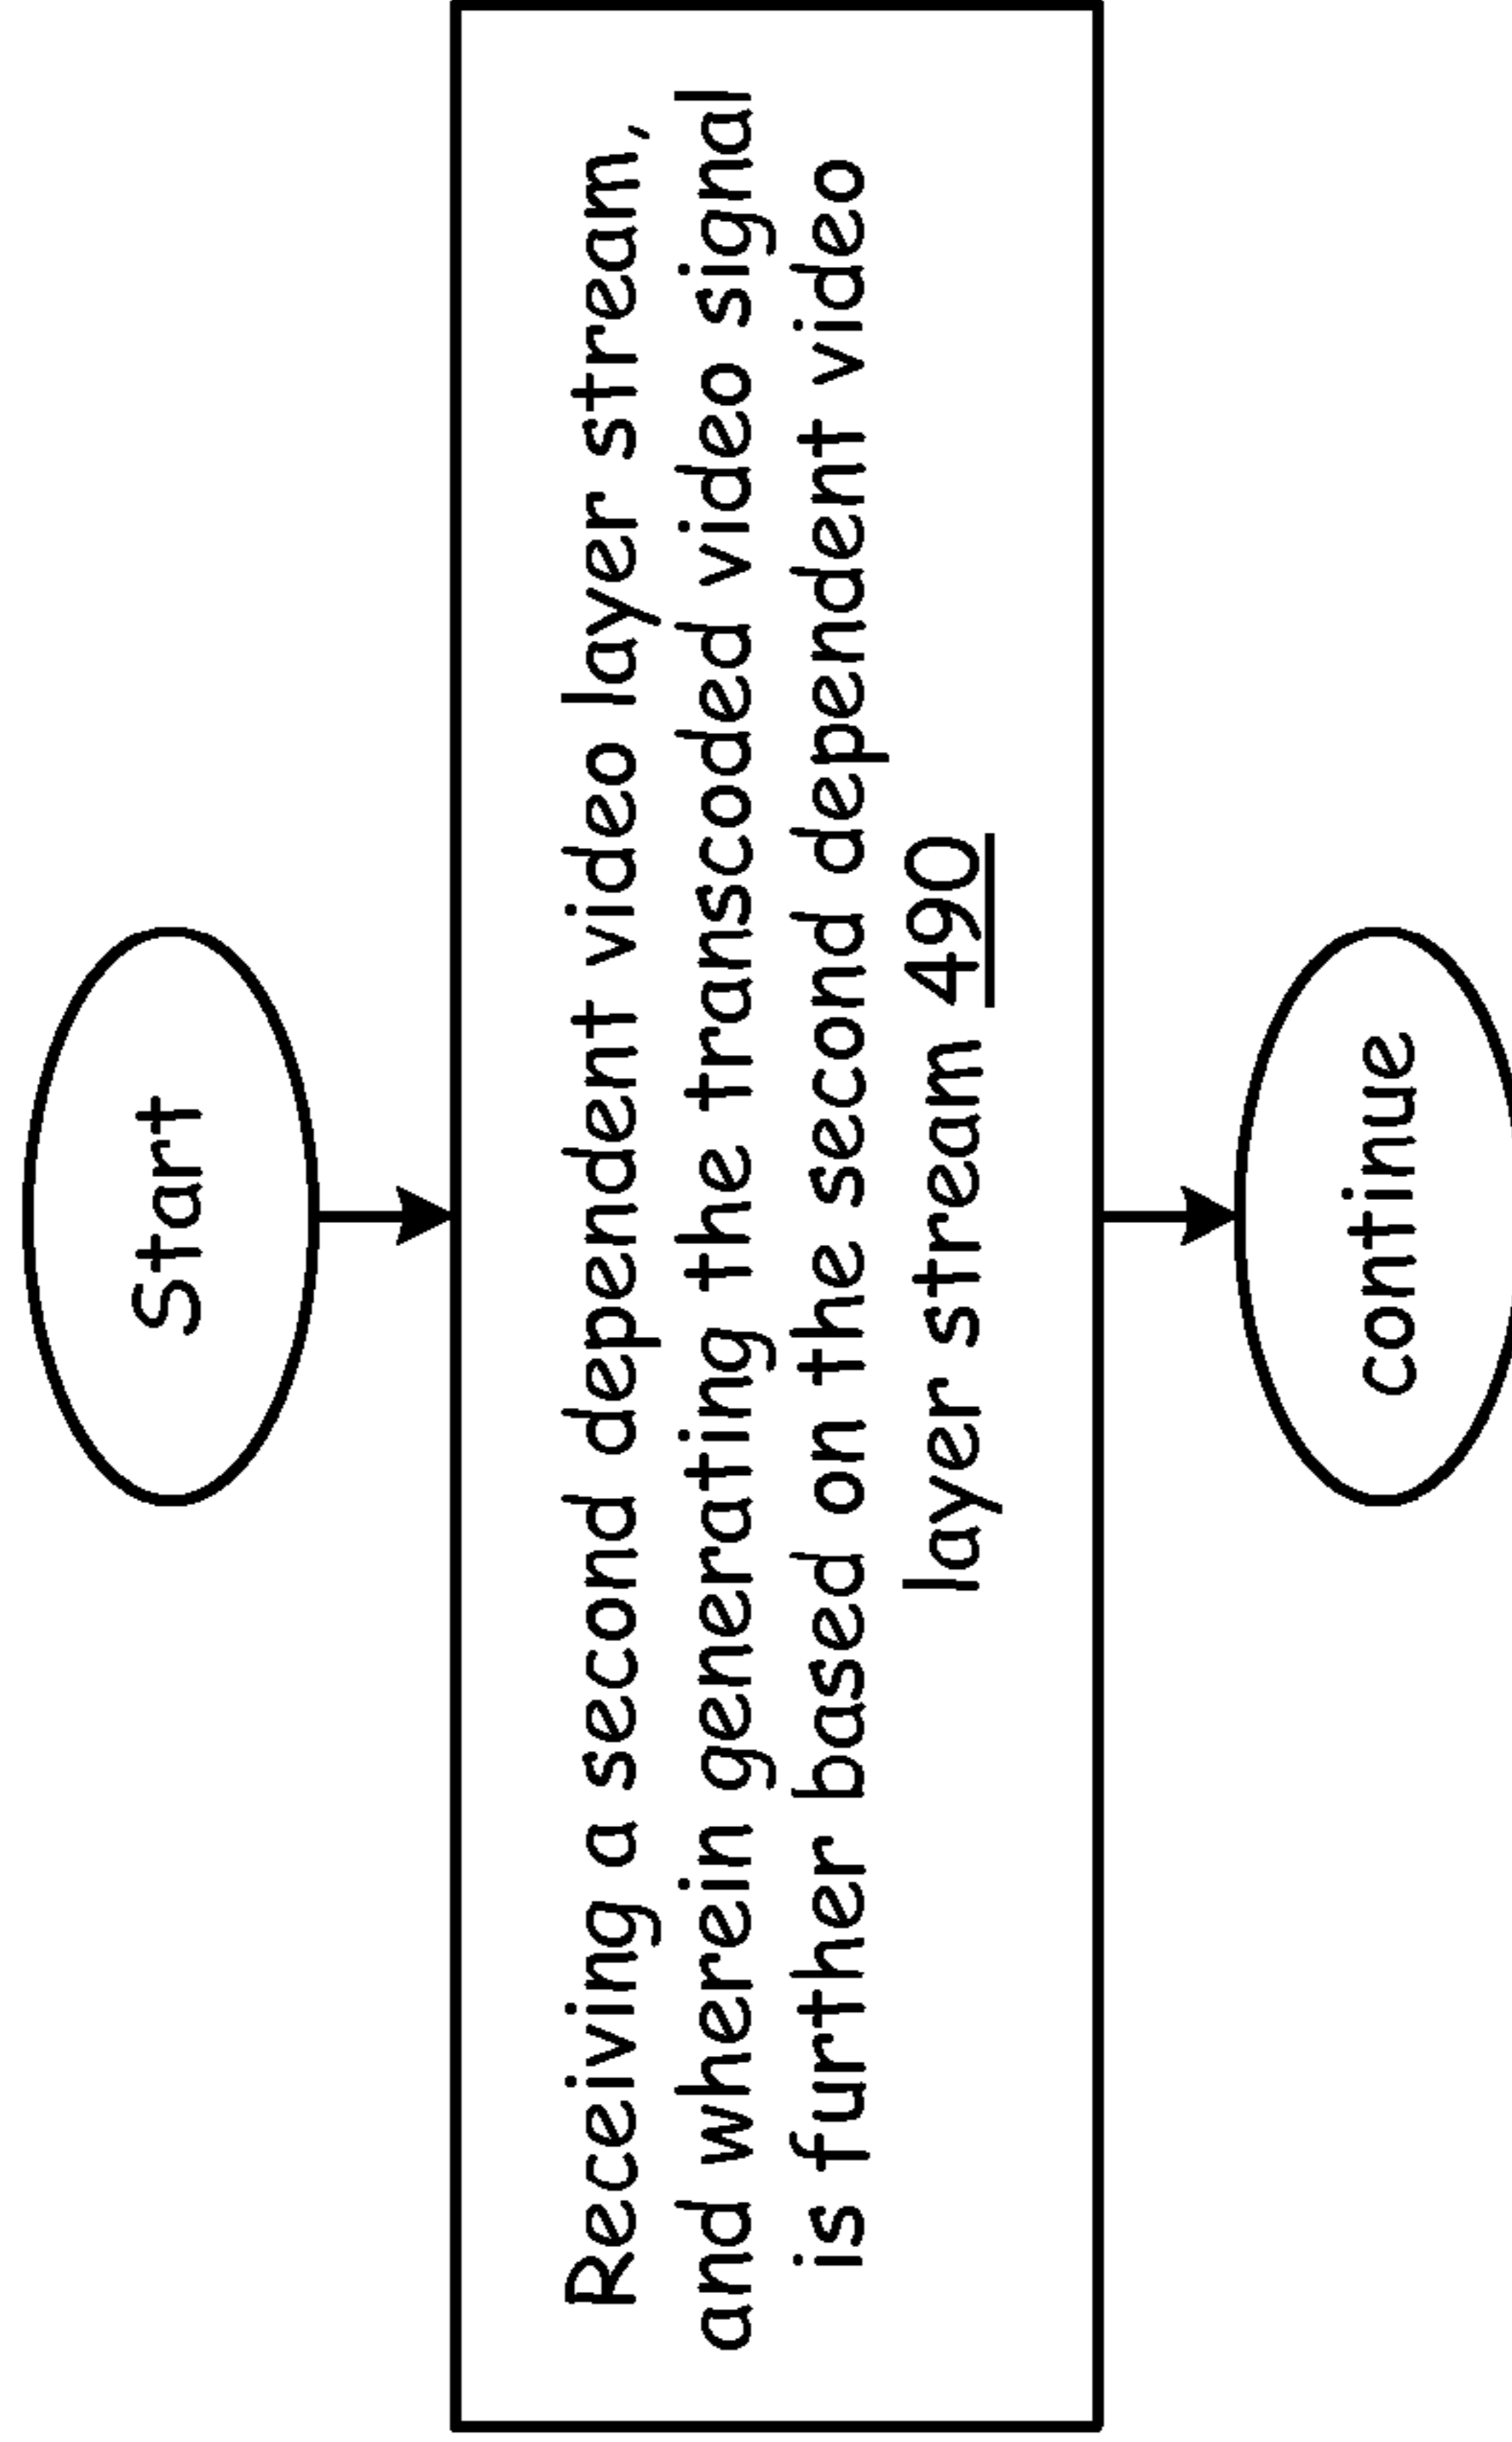 Start
Receiving a second dependent video layer stream,
and wherein generating the transcoded video signal
is further based on the second dependent video
layer stream 490
continue